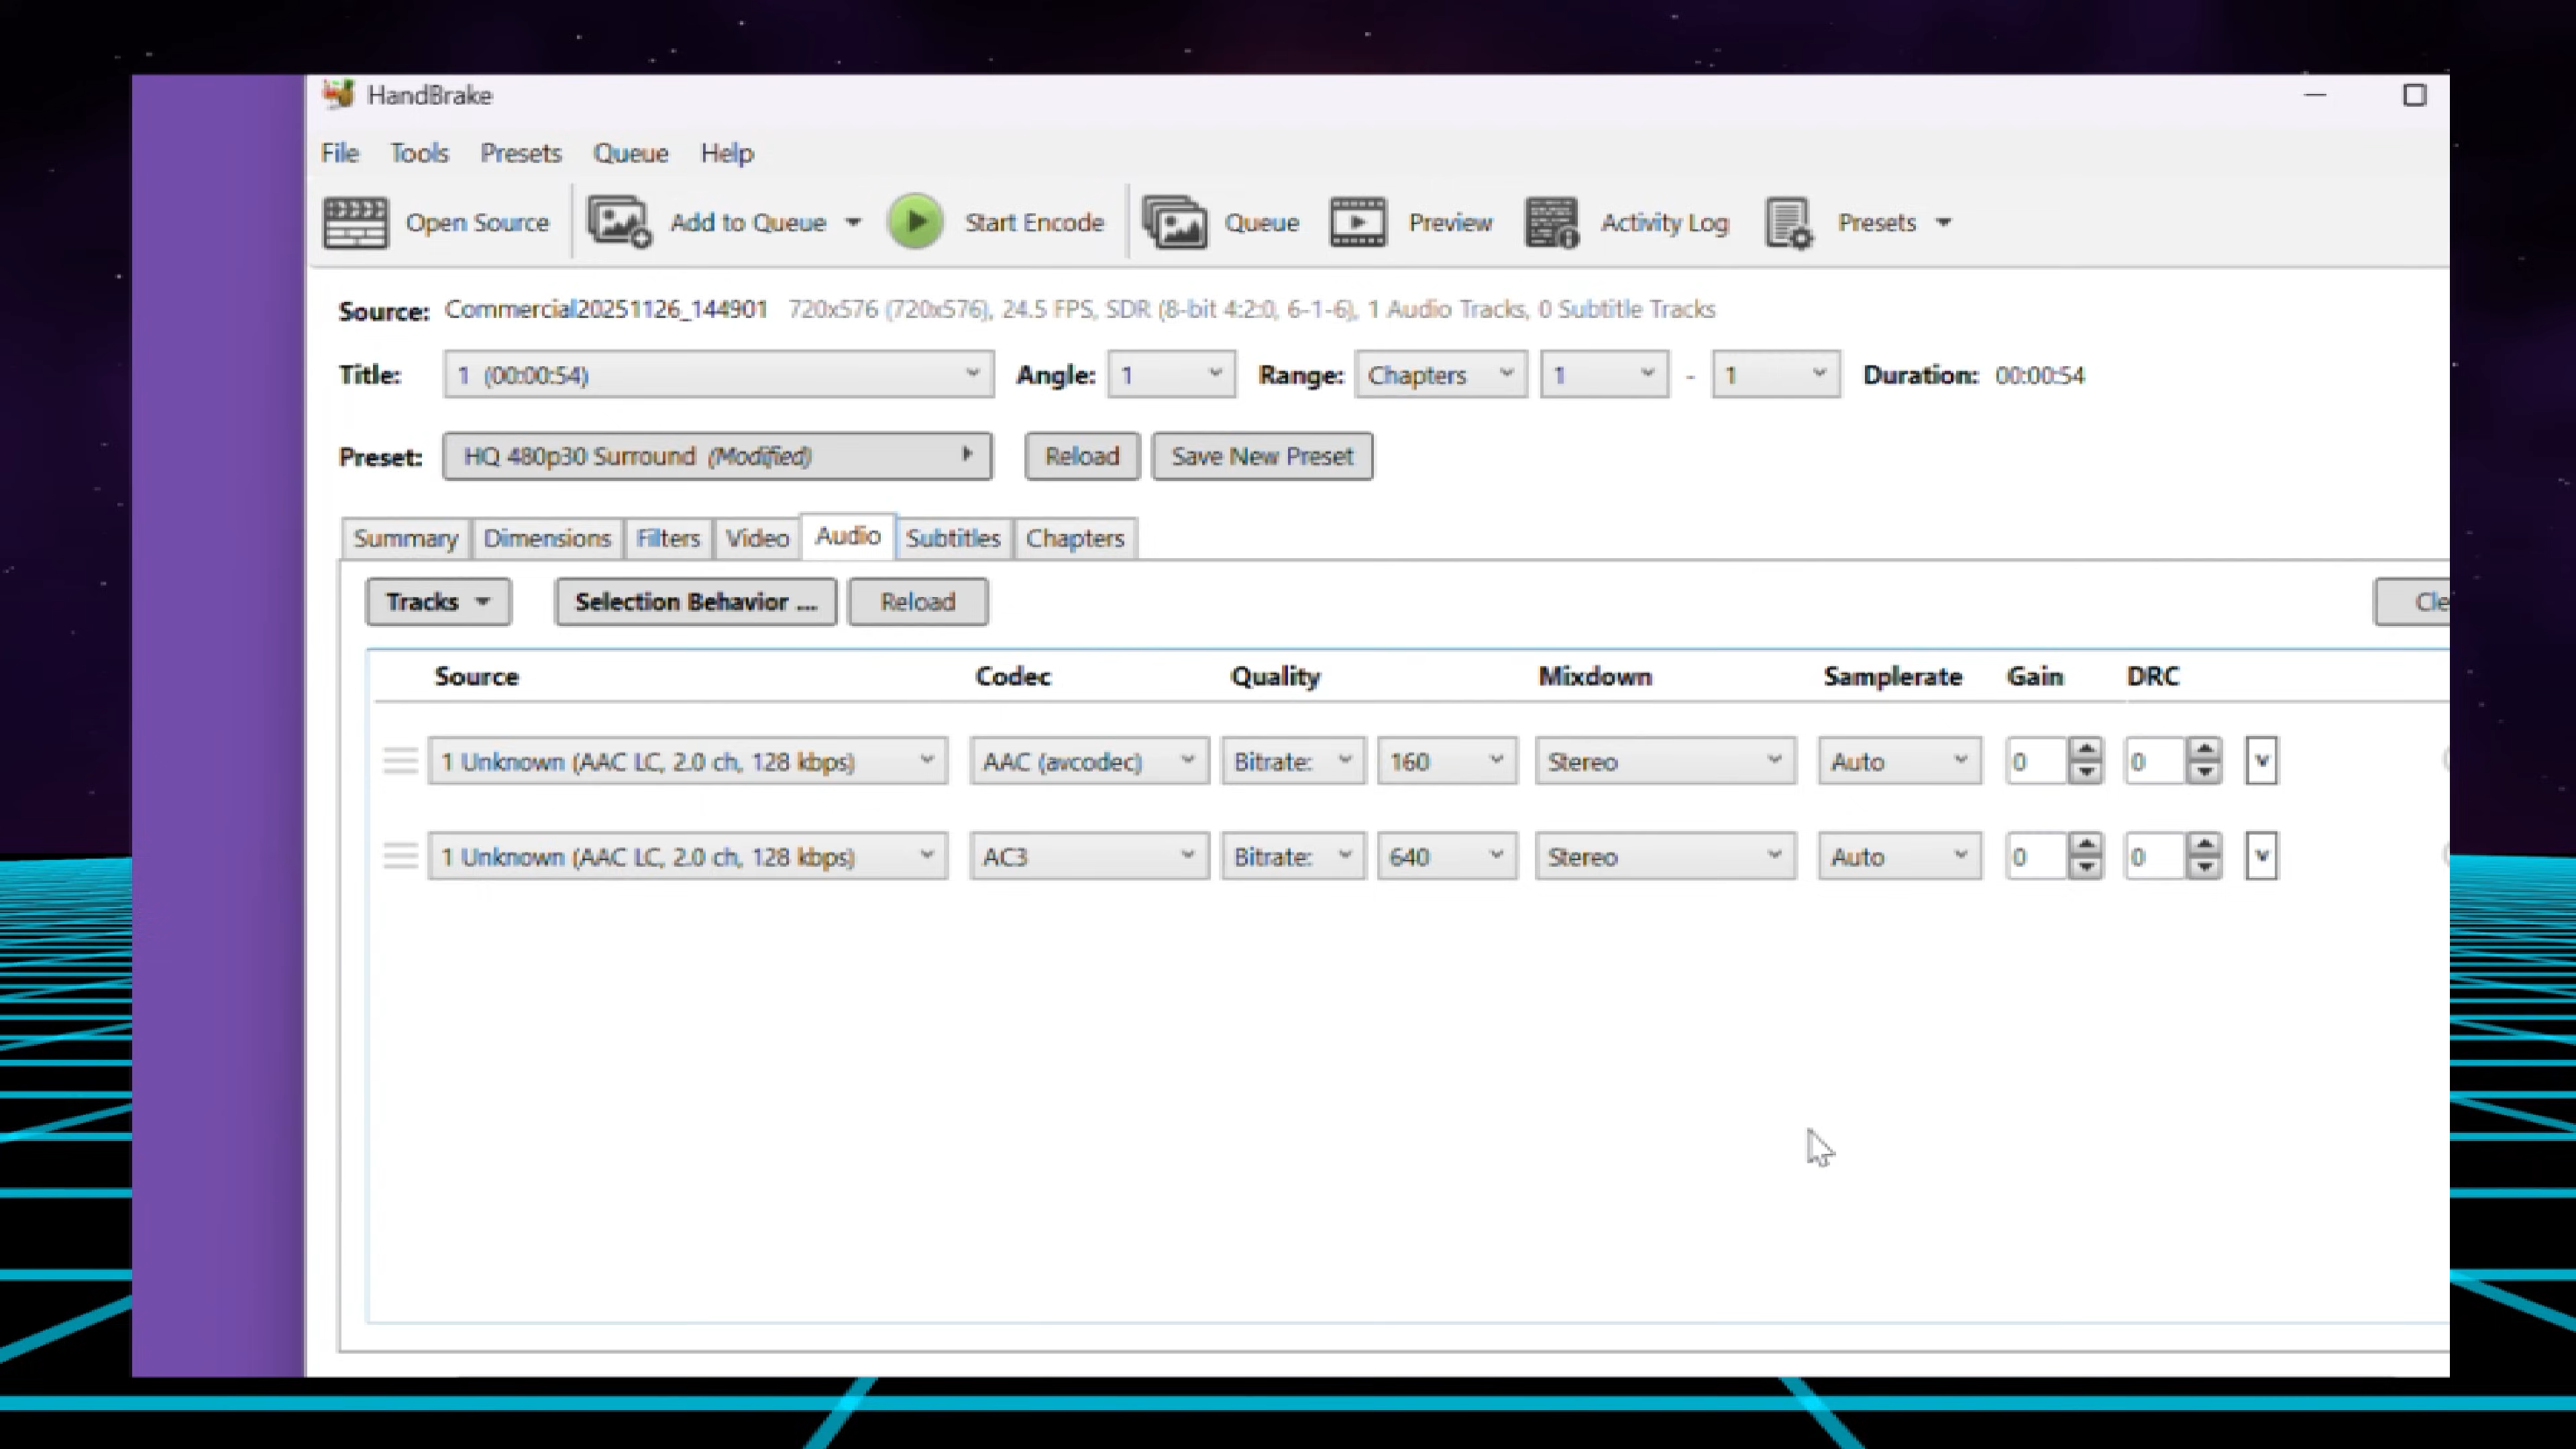 HandBrake
File Tools Presets Queue Help
Open Source Add to Queue Start Encode Queue Preview Activity Log Presets
Source: Commercial20251126_144901 720x576 (720x576), 24.5 FPS, SDR (8-bit 4:2:0, 6-1-6), 1 Audio Tracks, 0 Subtitle Tracks
Title: 1 (00:00:54) Angle: 1 Range: Chapters 1 - 1 Duration: 00:00:54
Preset: HQ 480p30 Surround (Modified) Reload Save New Preset
Summary Dimensions Filters Video Audio Subtitles Chapters
Tracks Selection Behavior .... Reload Cle
Source Codec Quality Mixdown Samplerate Gain DRC
1 Unknown (AAC LC, 2.0 ch, 128 kbps) AAC (avcodec) Bitrate: 160 Stereo Auto 0 0
1 Unknown (AAC LC, 2.0 ch, 128 kbps) AC3 Bitrate: 640 Stereo Auto 0 0